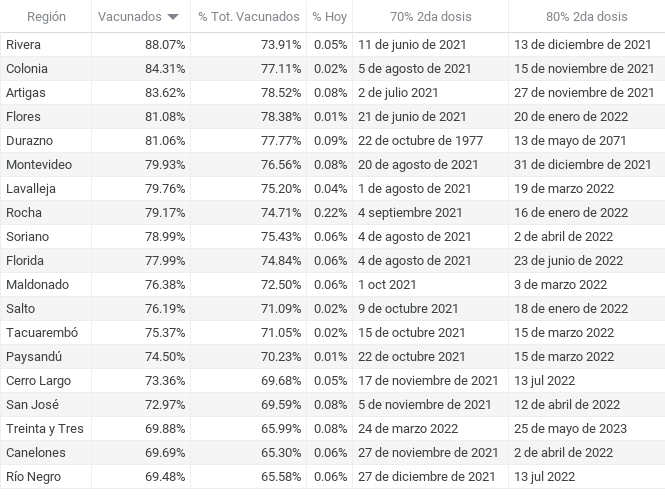 Región Vacunados % Tot. Vacunados % Hoy 70% 2da dosis 80% 2da dosis
Rivera 88.07% 73.91% 0.05% 11 de junio de 2021 13 de diciembre de 2021
Colonia 84.31% 77.11% 0.02% 5 de agosto de 2021 15 de noviembre de 2021
Artigas 83.62% 78.52% 0.08% 2 de julio 2021 27 de noviembre de 2021
Flores 81.08% 78.38% 0.01% 21 de junio de 2021 20 de enero de 2022
Durazno 81.06% 77.77% 0.09% 22 de octubre de 1977 13 de mayo de 2071
Montevideo 79.93% 76.56% 0.08% 20 de agosto de 2021 31 de diciembre de 2021
Lavalleja 79.76% 75.20% 0.04% 1 de agosto de 2021 19 de marzo 2022
Rocha 79.17% 74.71% 0.22% 4 septiembre 2021 16 de enero de 2022
Soriano 78.99% 75.43% 0.06% 4 de agosto de 2021 2 de abril de 2022
Florida 77.99% 74.84% 0.06% 4 de agosto de 2021 23 de junio de 2022
Maldonado 76.38% 72.50% 0.06% 1 oct 2021 3 de marzo 2022
Salto 76.19% 71.09% 0.02% 9 de octubre 2021 18 de enero de 2022
Tacuarembó 75.37% 71.05% 0.02% 15 de octubre 2021 15 de marzo de 2022
Paysandú 74.50% 70.23% 0.01% 22 de octubre 2021 15 de marzo de 2022
Cerro Largo 73.36% 69.68% 0.05% 17 de noviembre de 2021 13 jul 2022
San José 72.97% 69.59% 0.08% 5 de noviembre de 2021 12 de abril de 2022
Treinta y Tres 69.88% 65.99% 0.08% 24 de marzo 2022 25 de mayo de 2023
Canelones 69.69% 65.30% 0.06% 27 de noviembre de 2021 2 de abril de 2022
Río Negro 69.48% 65.58% 0.06% 27 de diciembre de 2021 13 jul 2022